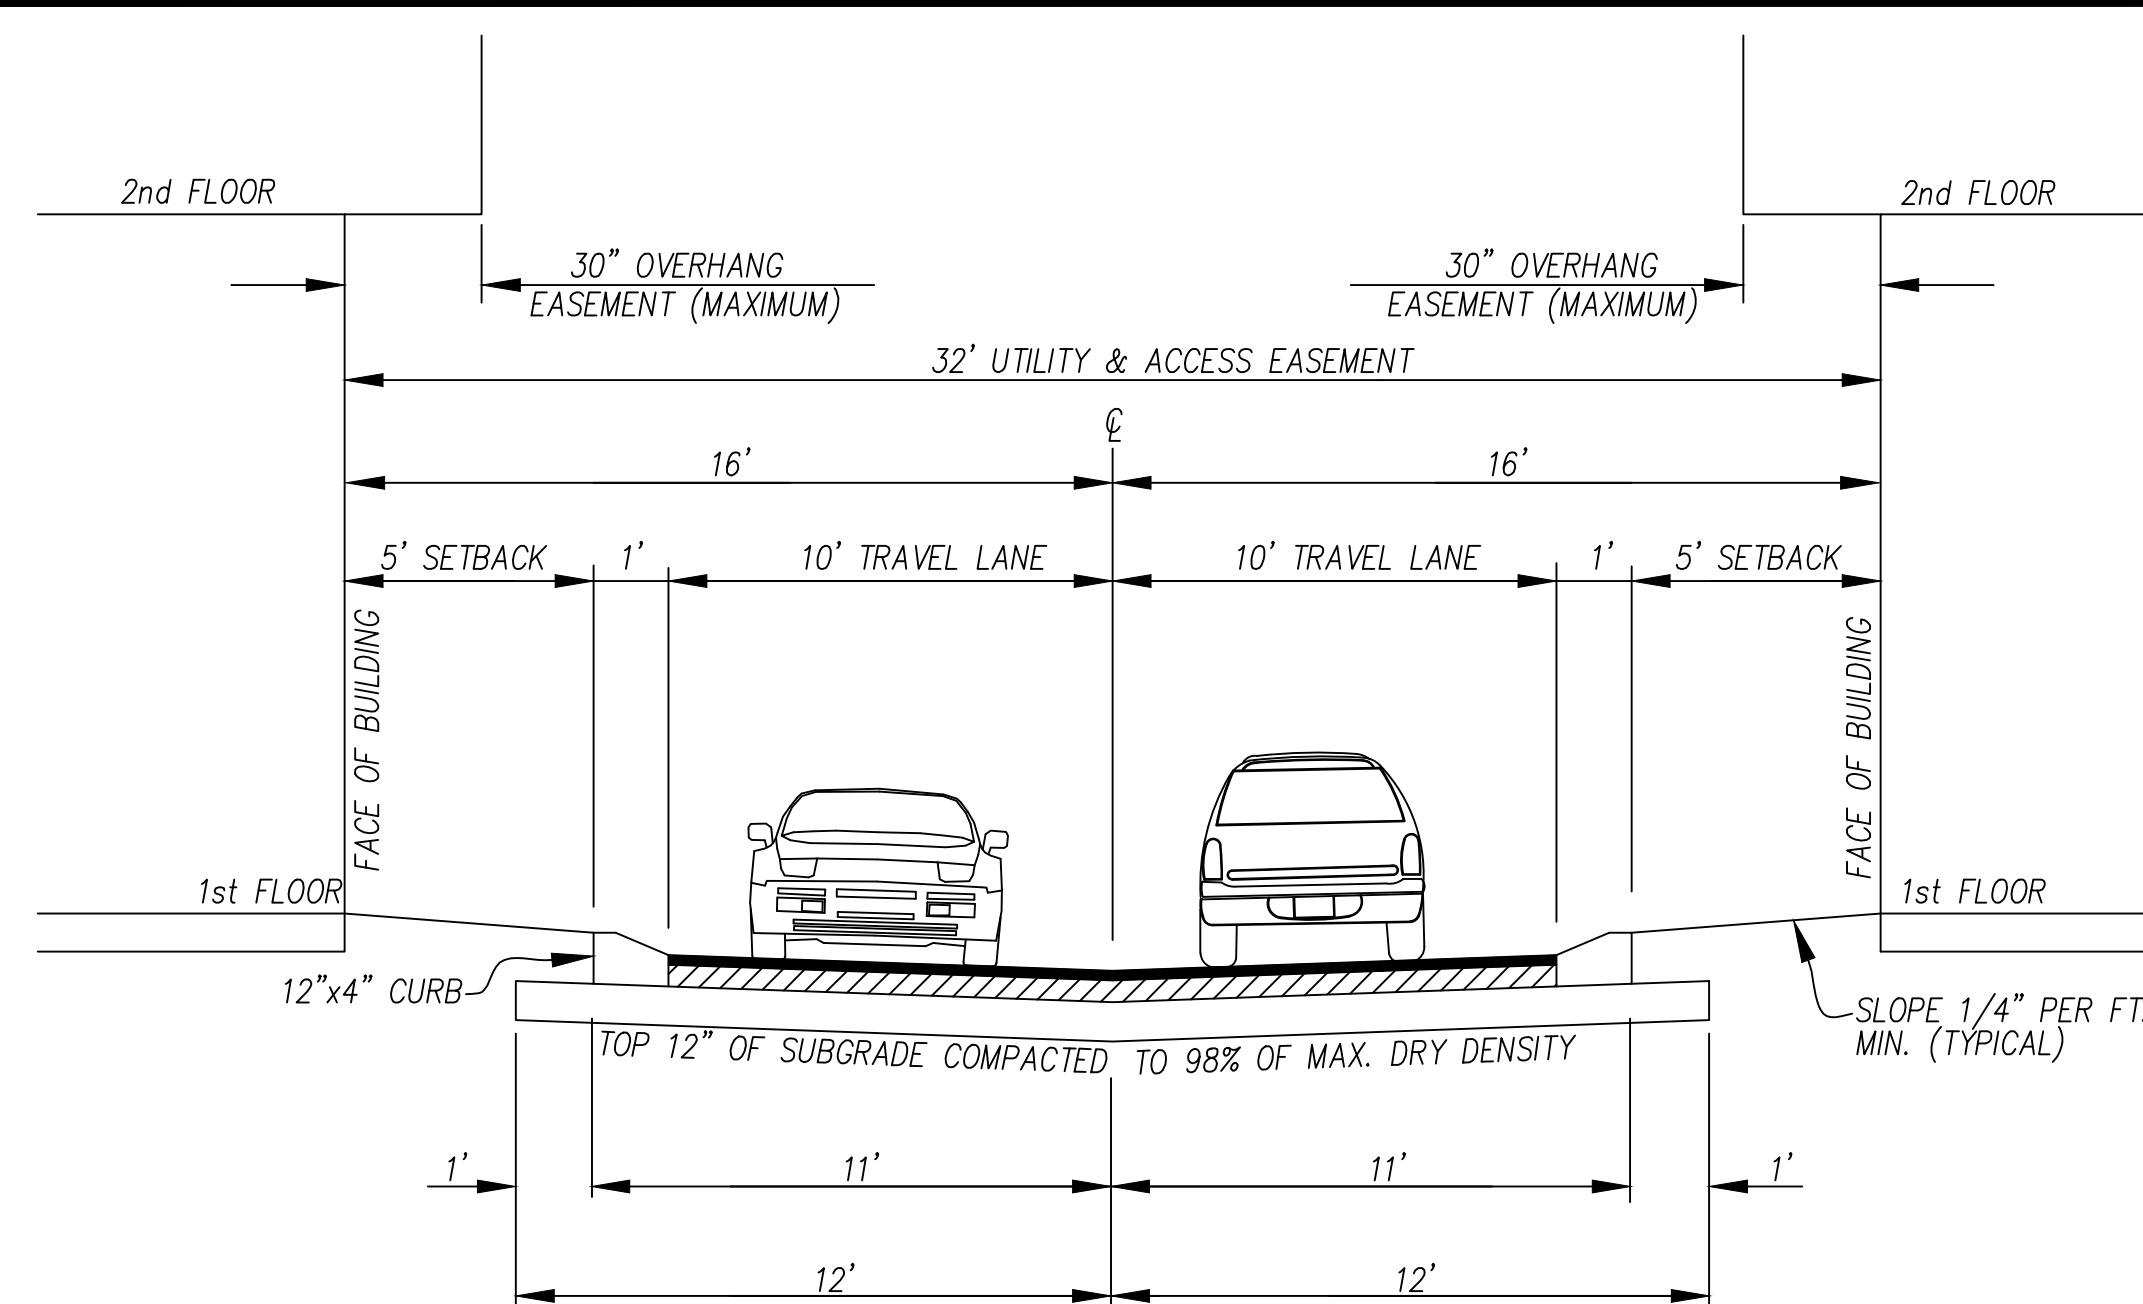 2nd FLOOR
2nd FLOOR
30” OVERHANG
EASEMENT (MAXIMUM)
30” OVERHANG
EASEMENT (MAXIMUM)
32’ UTILITY & ACCESS EASEMENT
℄
16’
16’
5’ SETBACK
1’
10’ TRAVEL LANE
10’ TRAVEL LANE
1’
5’ SETBACK
FACE OF BUILDING
FACE OF BUILDING
1st FLOOR
1st FLOOR
12”x4” CURB
SLOPE 1/4” PER FT.
MIN. (TYPICAL)
TOP 12” OF SUBGRADE COMPACTED TO 98% OF MAX. DRY DENSITY
1’
11’
11’
1’
12’
12’